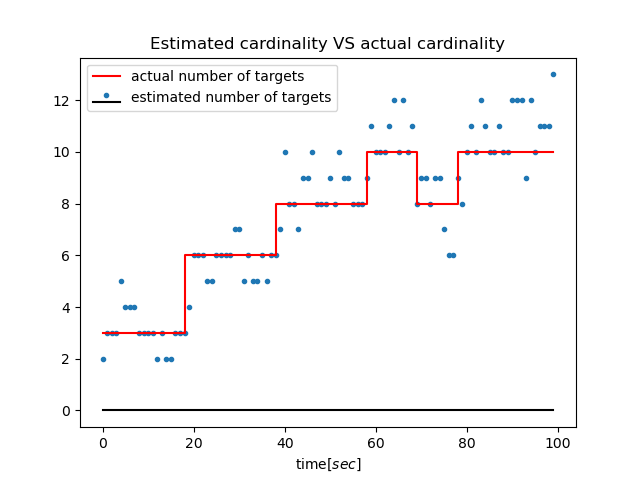 Estimated cardinality VS actual cardinality
actual number of targets
estimated number of targets
12
10
8
6
4
2
0
0 20 40 60 80 100
time[sec]